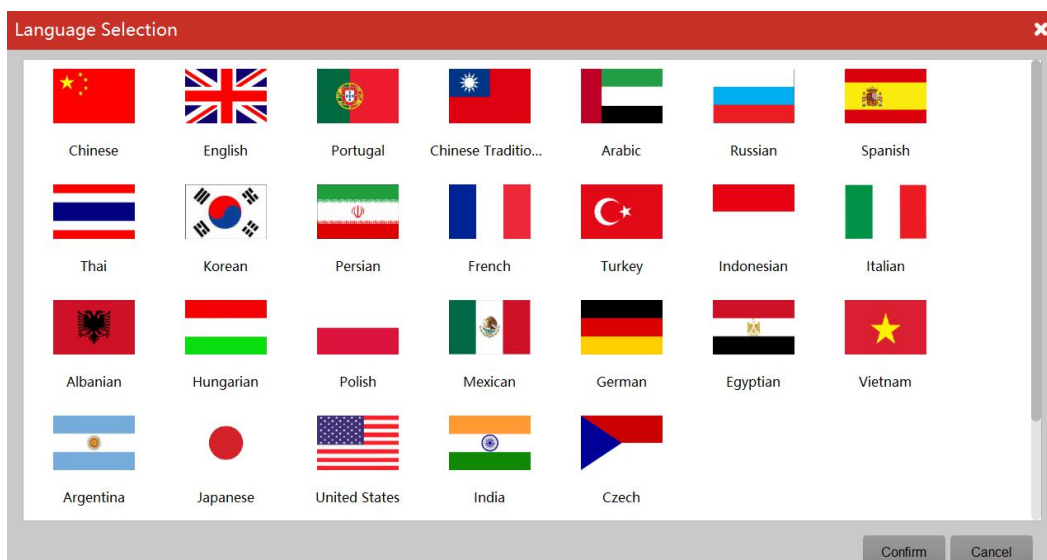 Language Selection
Chinese English Portugal Chinese Traditio... Arabic Russian Spanish
Thai Korean Persian French Turkey Indonesian Italian
Albanian Hungarian Polish Mexican German Egyptian Vietnam
Argentina Japanese United States India Czech
Confirm Cancel